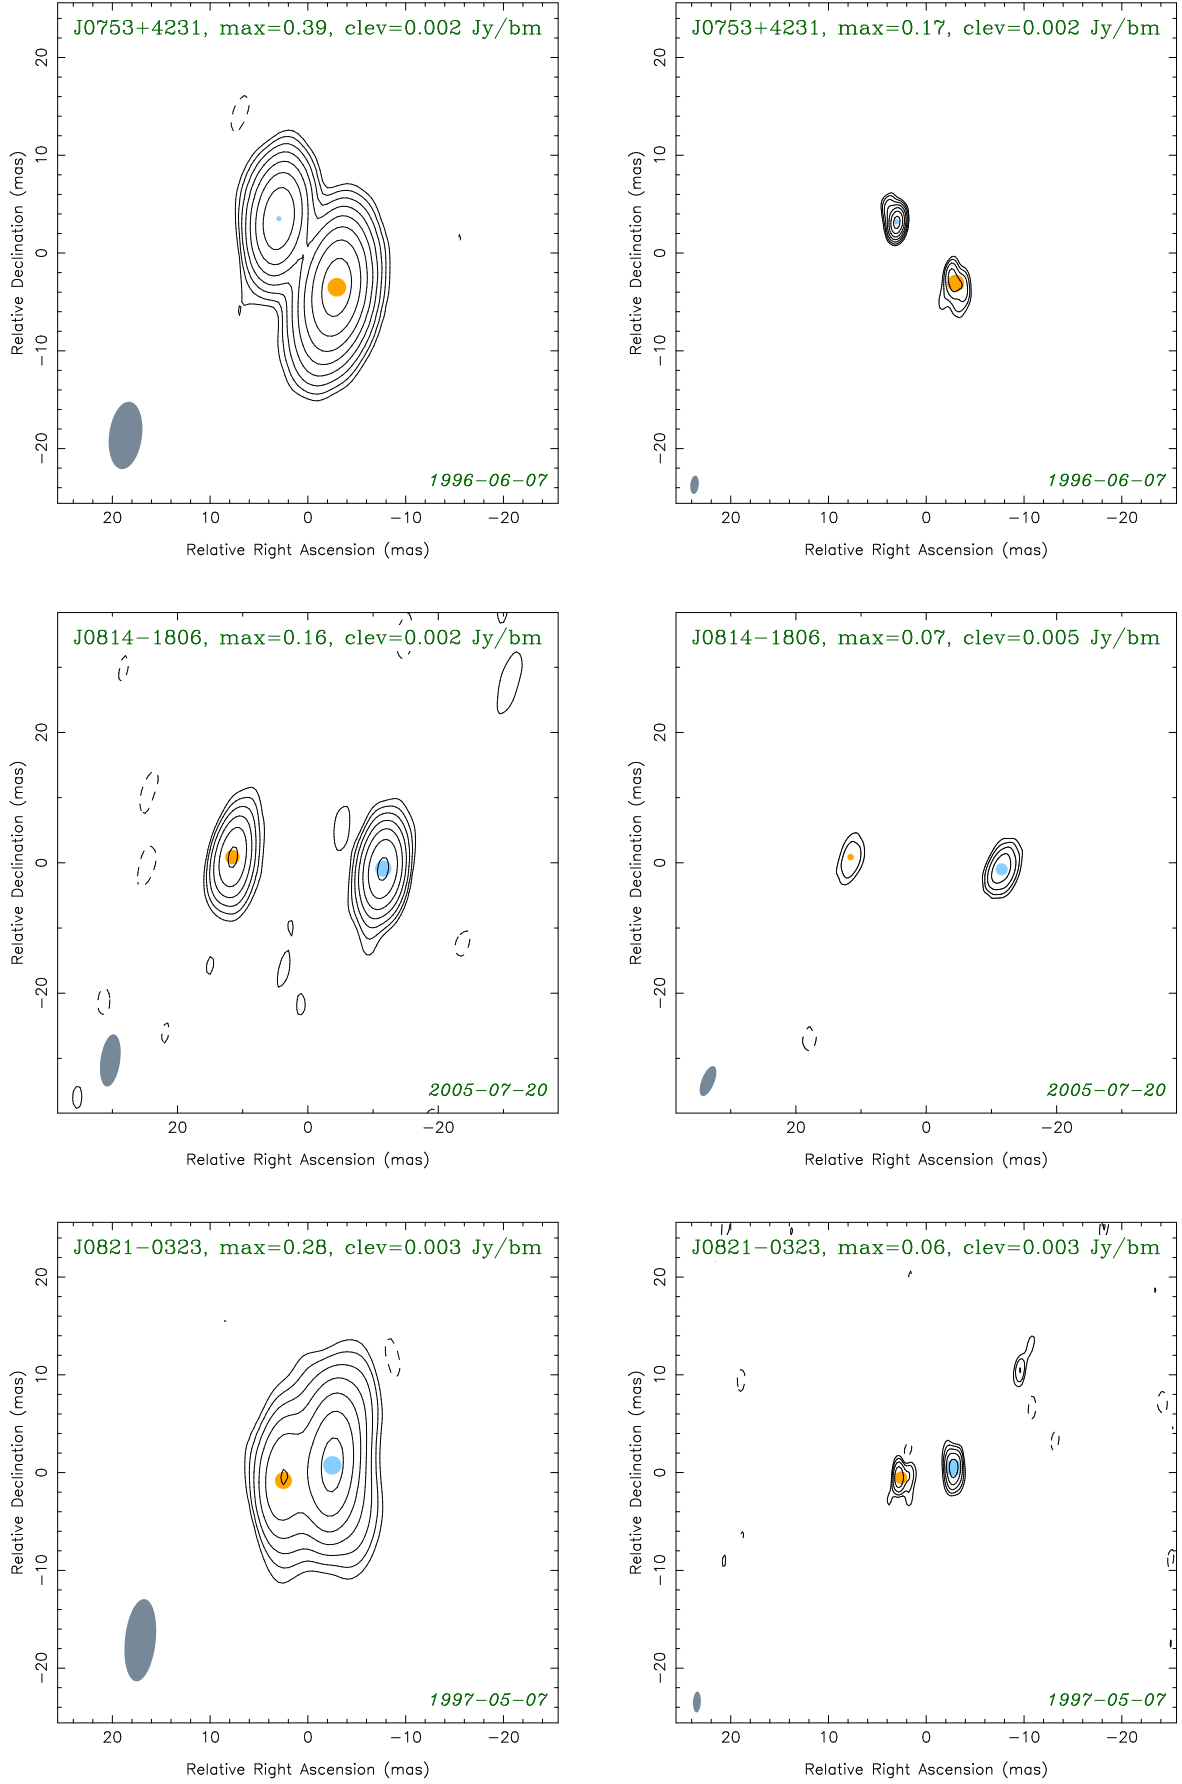 J0753+4231, max=0.39, clev=0.002 Jy/bm
Relative Declination (mas)
20
10
0
−10
−20
1996−06−07
20 10 0 −10 −20
Relative Right Ascension (mas)
J0753+4231, max=0.17, clev=0.002 Jy/bm
Relative Declination (mas)
20
10
0
−10
−20
1996−06−07
20 10 0 −10 −20
Relative Right Ascension (mas)
J0814−1806, max=0.16, clev=0.002 Jy/bm
Relative Declination (mas)
20
0
−20
2005−07−20
20 0 −20
Relative Right Ascension (mas)
J0814−1806, max=0.07, clev=0.005 Jy/bm
Relative Declination (mas)
20
0
−20
2005−07−20
20 0 −20
Relative Right Ascension (mas)
J0821−0323, max=0.28, clev=0.003 Jy/bm
Relative Declination (mas)
20
10
0
−10
−20
1997−05−07
20 10 0 −10 −20
Relative Right Ascension (mas)
J0821−0323, max=0.06, clev=0.003 Jy/bm
Relative Declination (mas)
20
10
0
−10
−20
1997−05−07
20 10 0 −10 −20
Relative Right Ascension (mas)